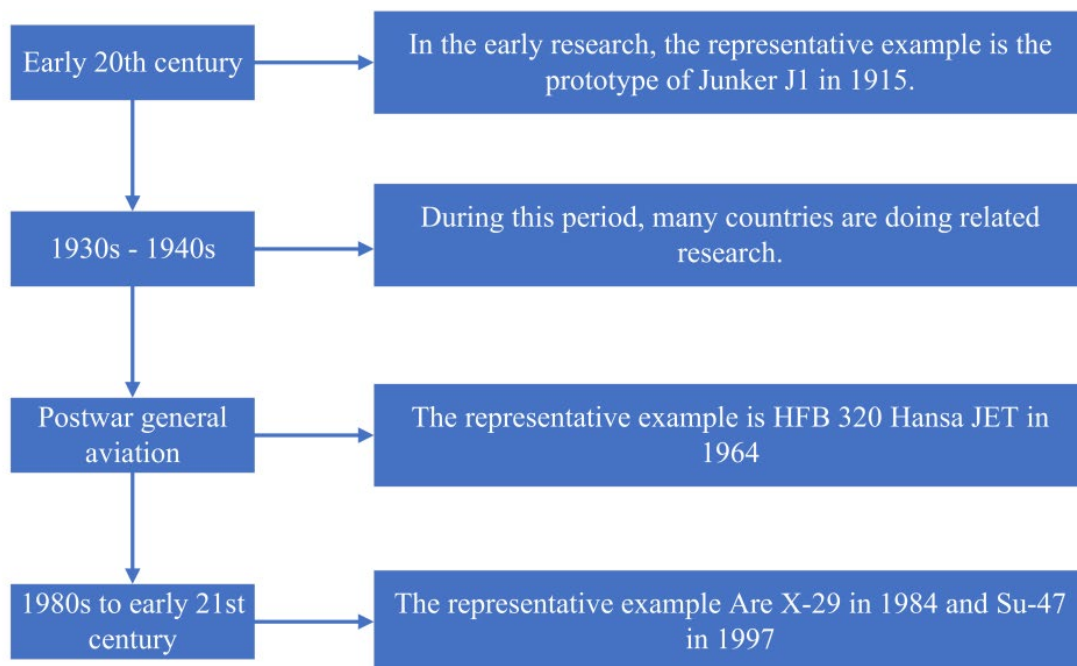 Early 20th century
In the early research, the representative example is the
prototype of Junker J1 in 1915.
1930s - 1940s
During this period, many countries are doing related
research.
Postwar general
aviation
The representative example is HFB 320 Hansa JET in
1964
1980s to early 21st
century
The representative example Are X-29 in 1984 and Su-47
in 1997